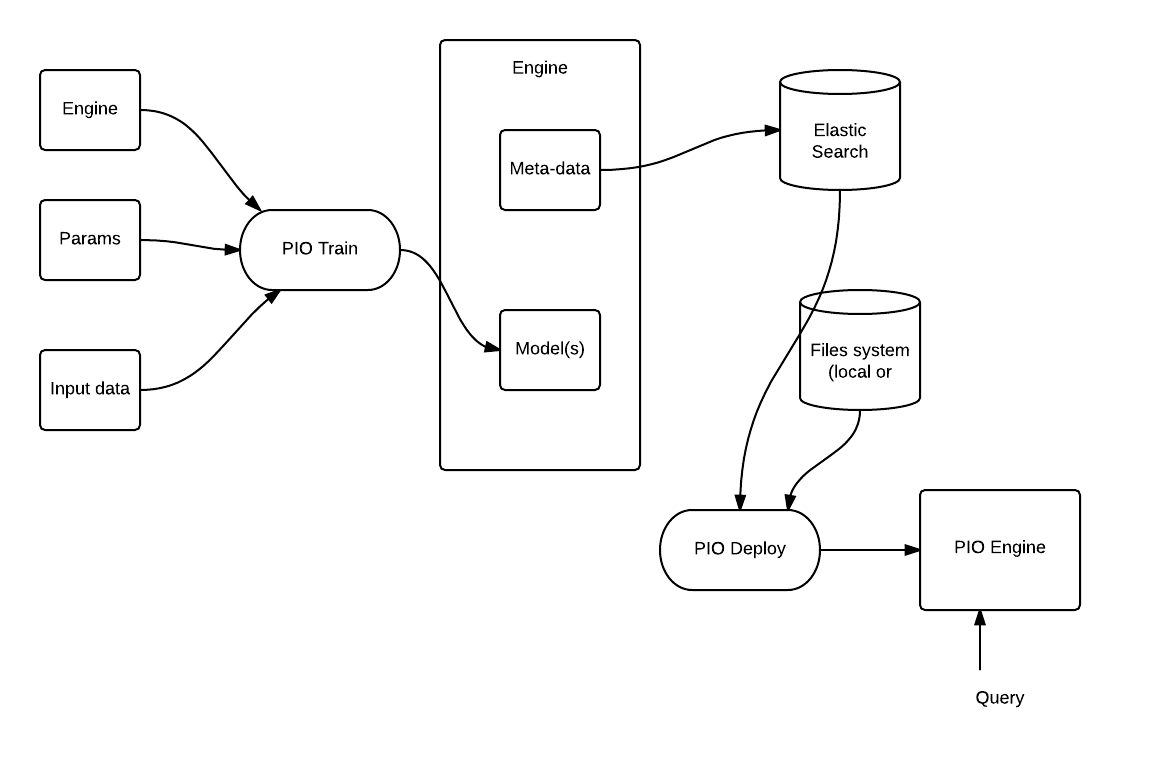 Engine
Params
Input data
PIO Train
Engine
Meta-data
Model(s)
Elastic
Search
Files system
(local or
PIO Deploy
PIO Engine
Query